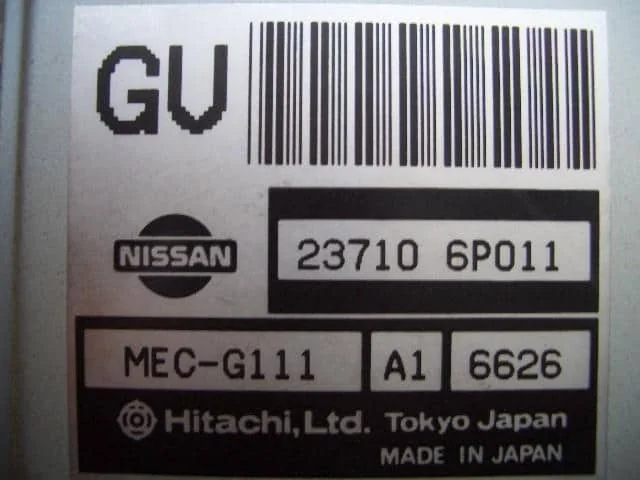 GU
NISSAN
23710 6P011
MEC-G111 A1 6626
Hitachi, Ltd. Tokyo Japan
MADE IN JAPAN